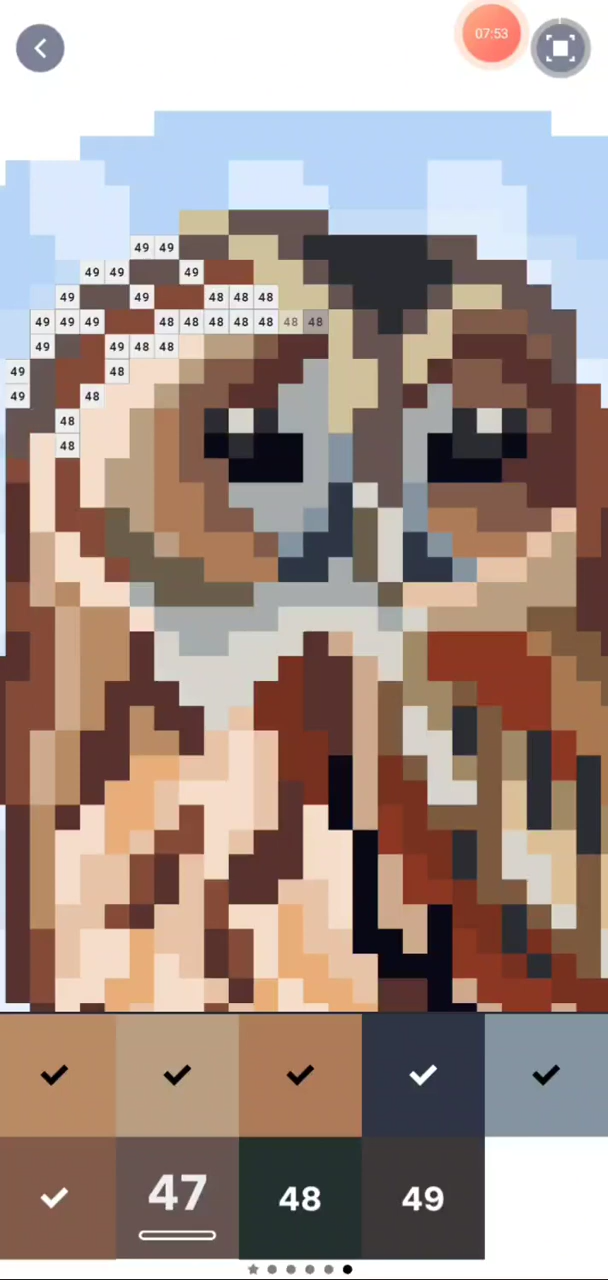 07:53
49 49
49 49 49
49 49 48 48 48
49 49 49 48 48 48 48 48 48 48
49 49 48 48
49 48
49 48
48
48
47 48 49